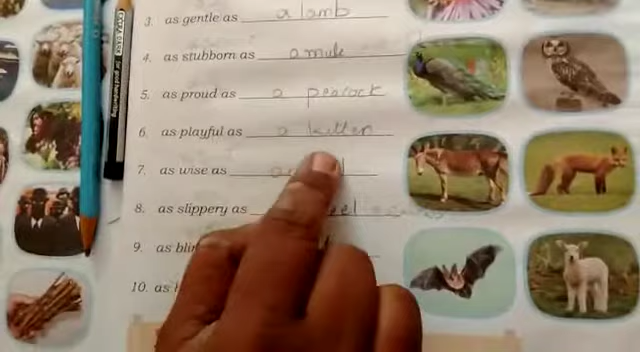 3. as gentle as a lamb
4. as stubborn as a mule
5. as proud as a peacock
6. as playful as a kitten
7. as wise as
8. as slippery as eel
9. as
10. as